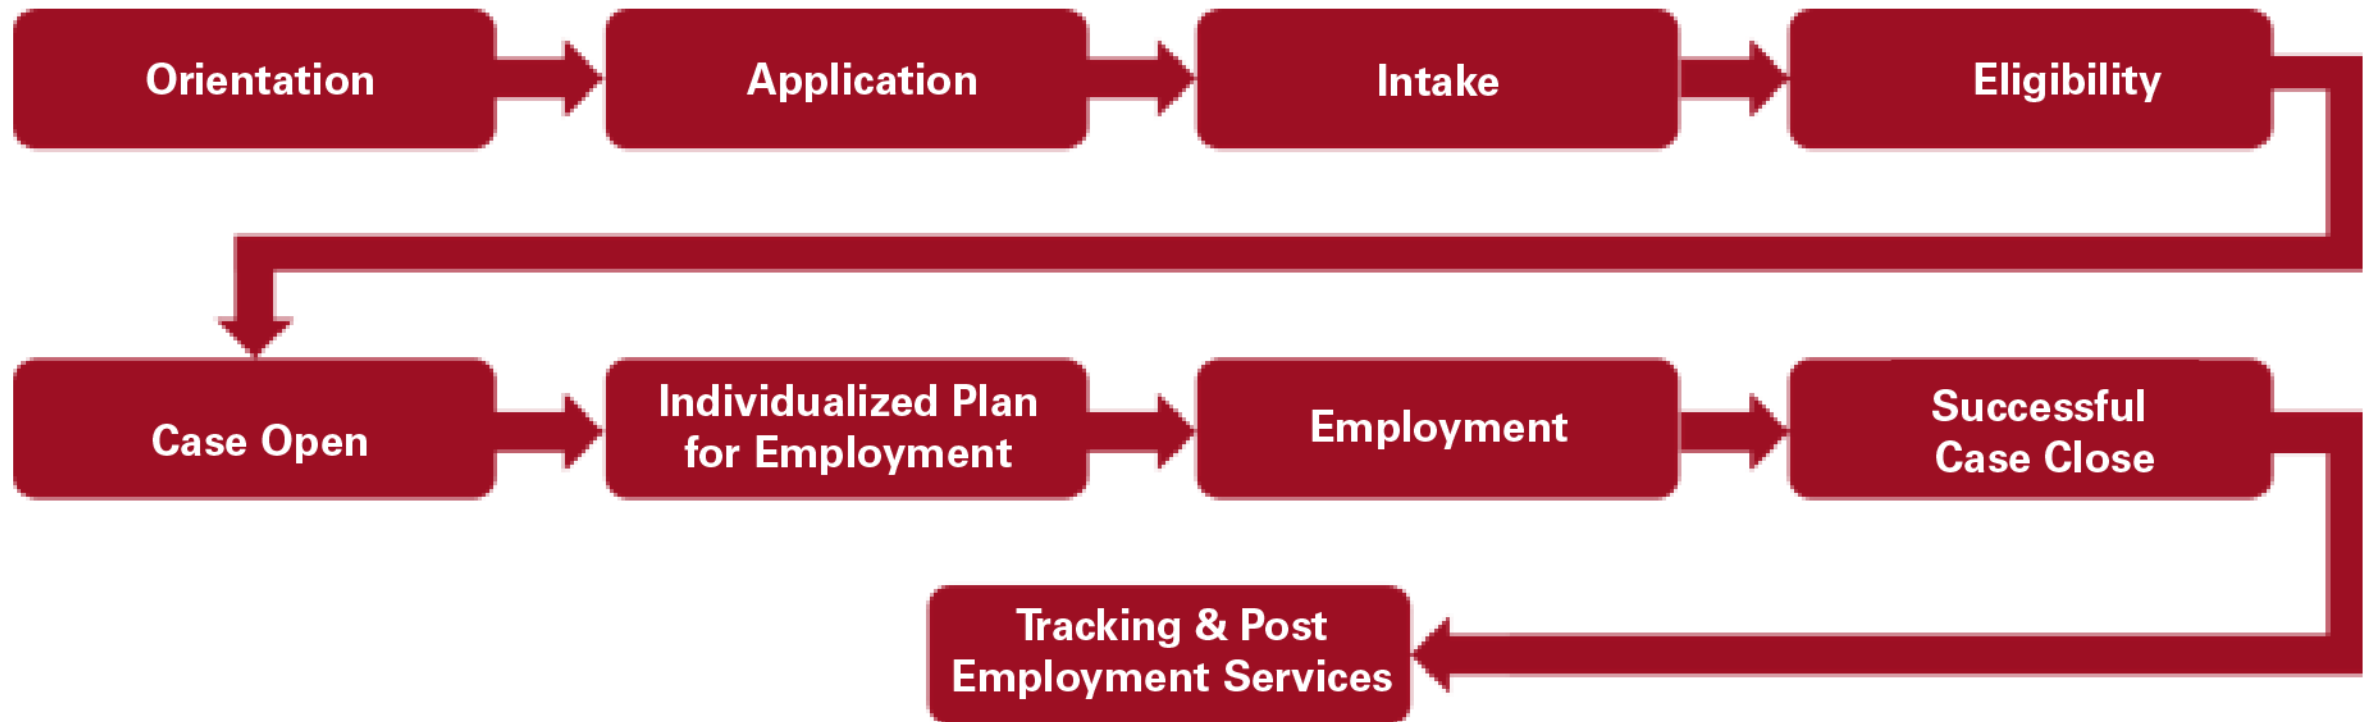 Orientation
Application
Intake
Eligibility
Case Open
Individualized Plan
for Employment
Employment
Successful
Case Close
Tracking & Post
Employment Services